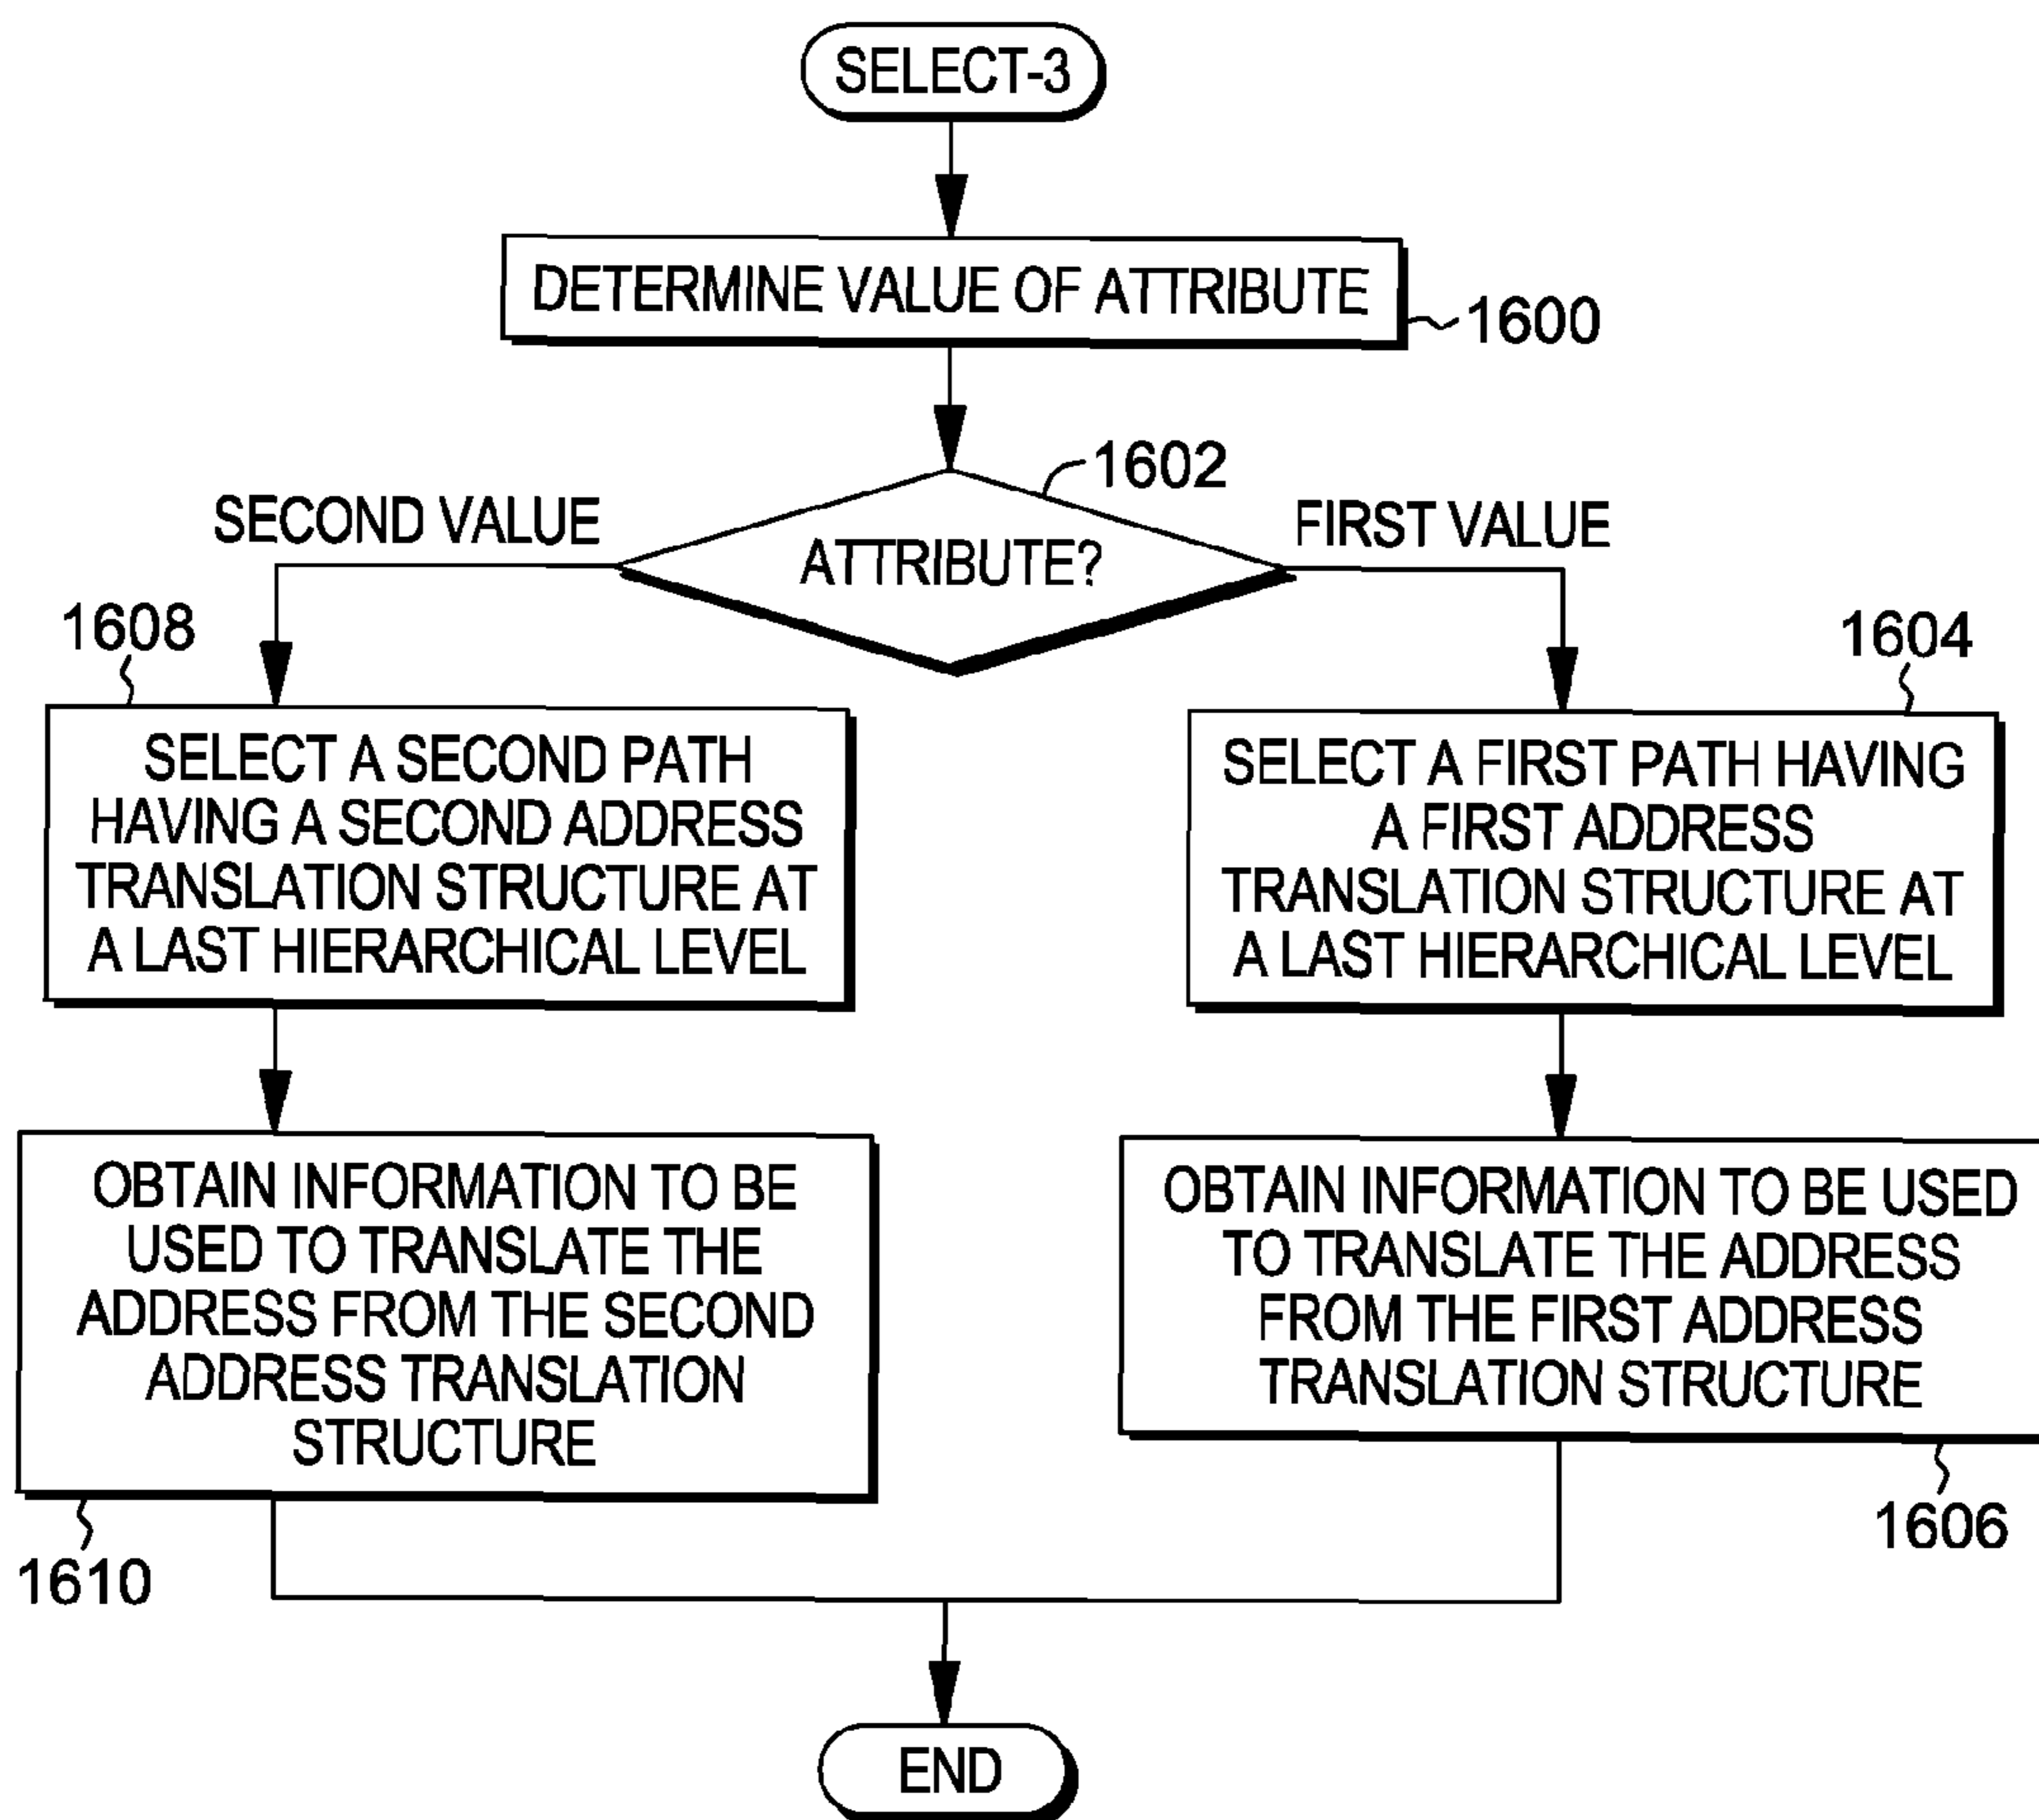 SELECT-3
DETERMINE VALUE OF ATTRIBUTE
1600
1602
SECOND VALUE
ATTRIBUTE?
FIRST VALUE
1608
SELECT A SECOND PATH
HAVING A SECOND ADDRESS
TRANSLATION STRUCTURE AT
A LAST HIERARCHICAL LEVEL
1604
SELECT A FIRST PATH HAVING
A FIRST ADDRESS
TRANSLATION STRUCTURE AT
A LAST HIERARCHICAL LEVEL
OBTAIN INFORMATION TO BE
USED TO TRANSLATE THE
ADDRESS FROM THE SECOND
ADDRESS TRANSLATION
STRUCTURE
1610
OBTAIN INFORMATION TO BE USED
TO TRANSLATE THE ADDRESS
FROM THE FIRST ADDRESS
TRANSLATION STRUCTURE
1606
END